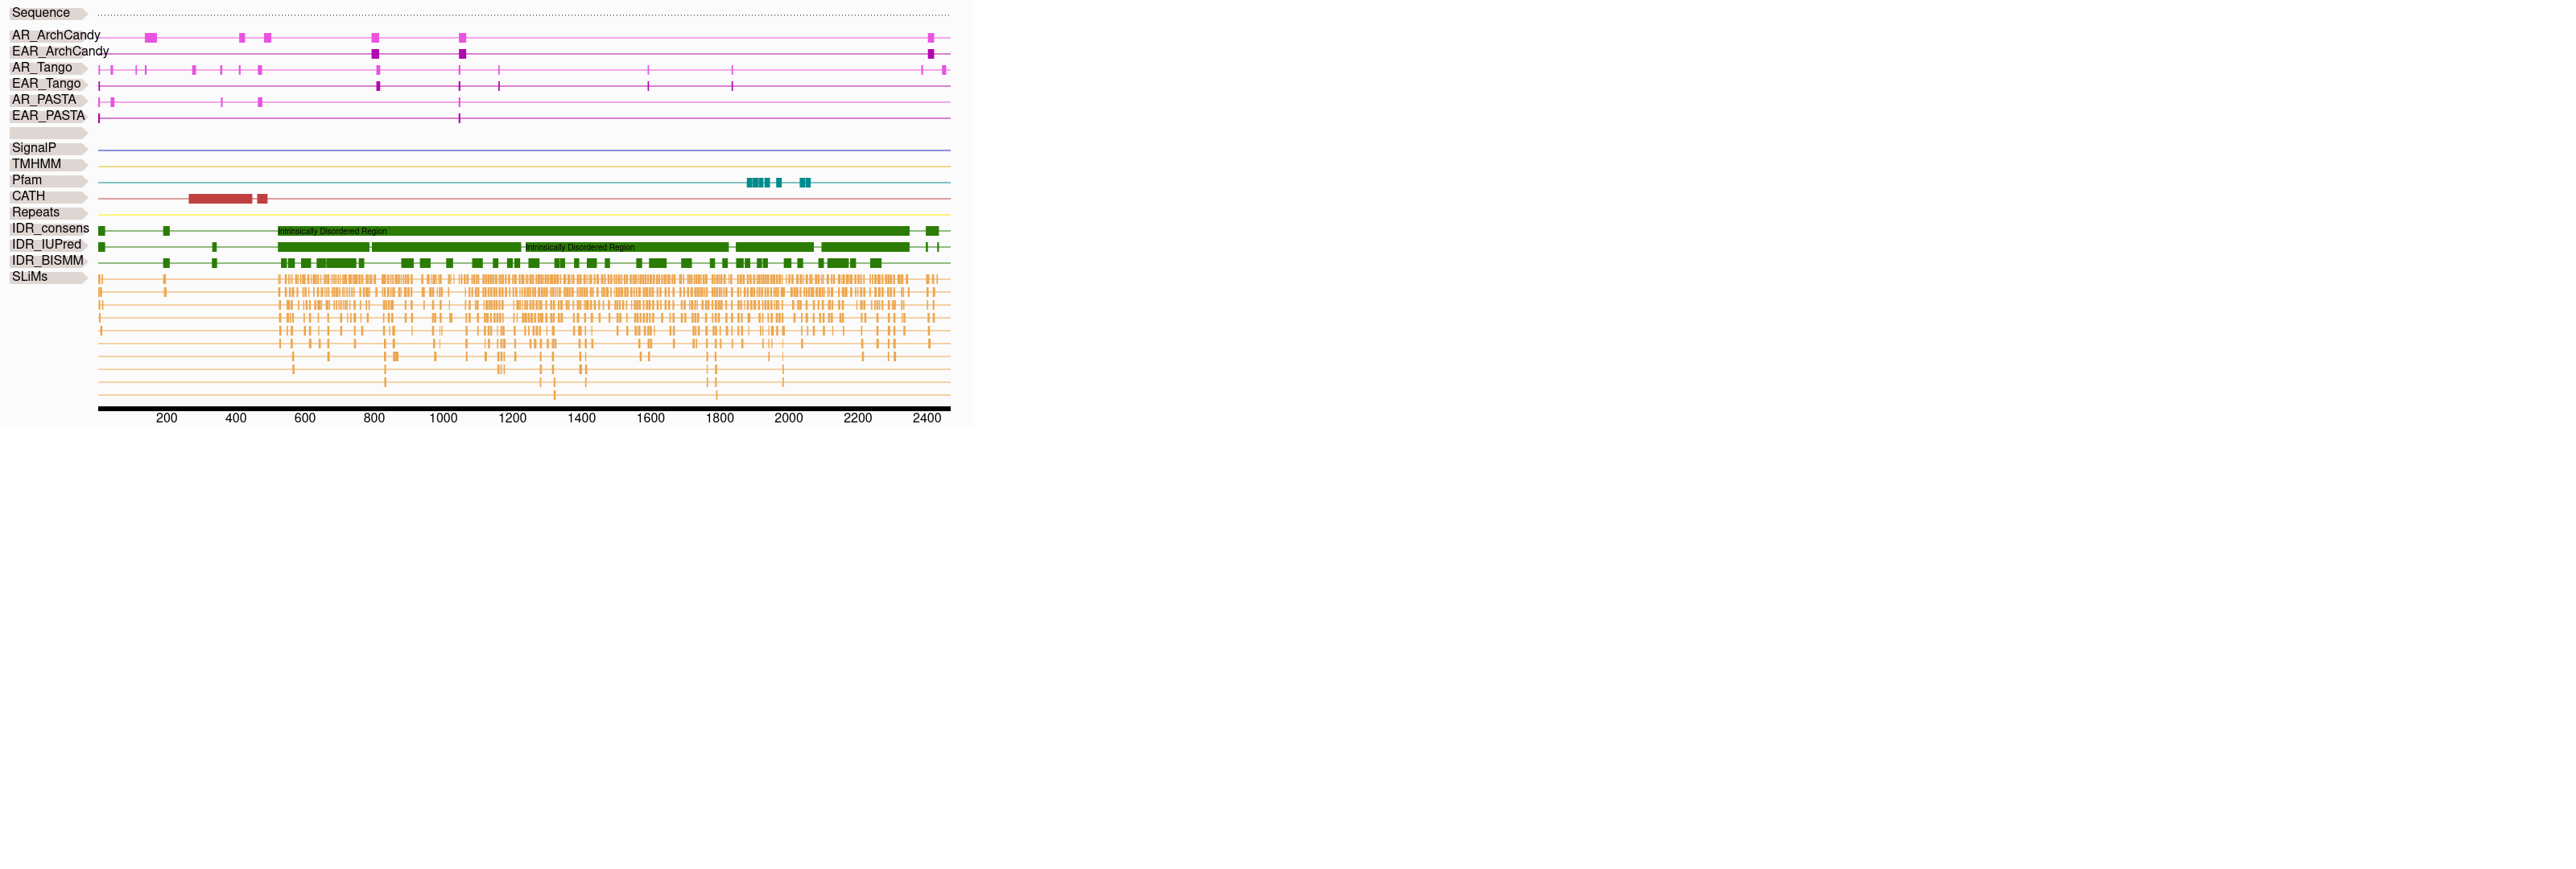 Sequence
AR_ArchCandy
EAR_ArchCandy
AR_Tango
EAR_Tango
AR_PASTA
EAR_PASTA
SignalP
TMHMM
Pfam
CATH
Repeats
IDR_consens Intrinsically Disordered Region
IDR_IUPred Intrinsically Disordered Region
IDR_BISMM
SLiMs
200 400 600 800 1000 1200 1400 1600 1800 2000 2200 2400